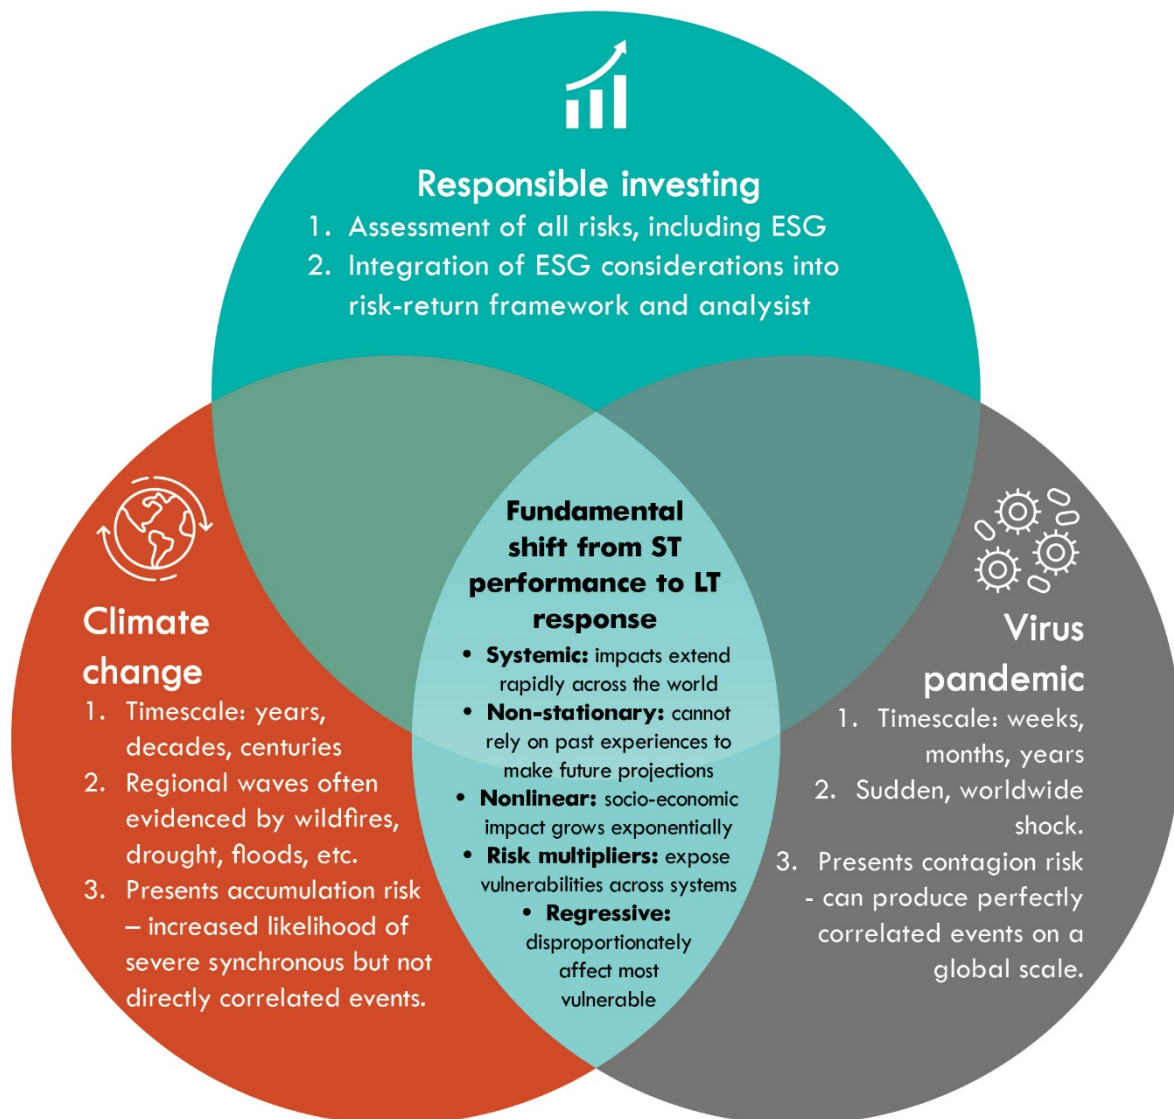 Responsible investing
1. Assessment of all risks, including ESG
2. Integration of ESG considerations into
risk-return framework and analysist
Climate
change
1. Timescale: years,
decades, centuries
2. Regional waves often
evidenced by wildfires,
drought, floods, etc.
3. Presents accumulation risk
– increased likelihood of
severe synchronous but not
directly correlated events.
Fundamental
shift from ST
performance to LT
response
• Systemic: impacts extend
rapidly across the world
• Non-stationary: cannot
rely on past experiences to
make future projections
• Nonlinear: socio-economic
impact grows exponentially
• Risk multipliers: expose
vulnerabilities across systems
• Regressive:
disproportionately
affect most
vulnerable
Virus
pandemic
1. Timescale: weeks,
months, years
2. Sudden, worldwide
shock.
3. Presents contagion risk
- can produce perfectly
correlated events on a
global scale.